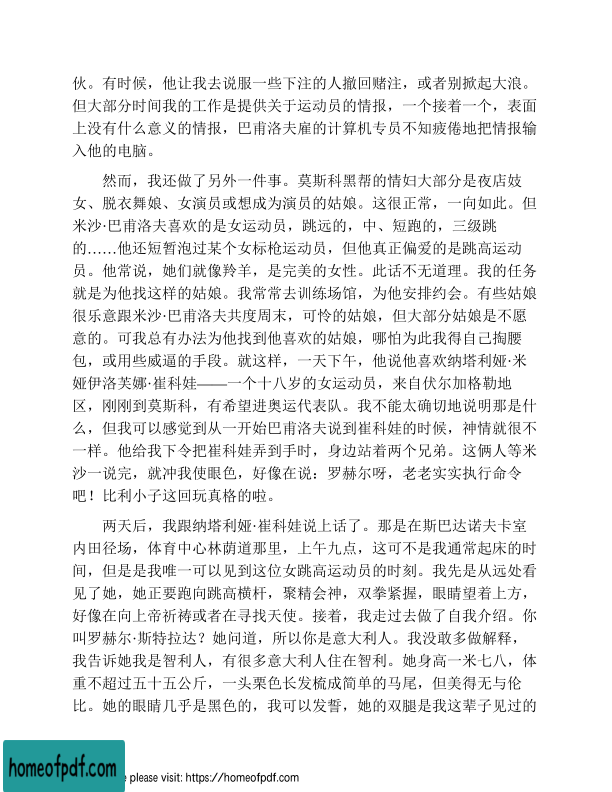 伙。有时候，他让我去说服一些下注的人撤回赌注，或者别掀起大浪。
但大部分时间我的工作是提供关于运动员的情报，一个接着一个，表面
上没有什么意义的情报，巴甫洛夫雇的计算机专员不知疲倦地把情报输
入他的电脑。
然而，我还做了另外一件事。莫斯科黑帮的情妇大部分是夜店妓
女、脱衣舞娘、女演员或想成为演员的姑娘。这很正常，一向如此。但
米沙·巴甫洛夫喜欢的是女运动员，跳远的，中、短跑的，三级跳
的……他还短暂泡过某个女标枪运动员，但他真正偏爱的是跳高运动
员。他常说，她们就像羚羊，是完美的女性。此话不无道理。我的任务
就是为他找这样的姑娘。我常常去训练场馆，为他安排约会。有些姑娘
很乐意跟米沙·巴甫洛夫共度周末，可怜的姑娘，但大部分姑娘是不愿
意的。可我总有办法为他找到他喜欢的姑娘，哪怕为此我得自己掏腰
包，或用些威逼的手段。就这样，一天下午，他说他喜欢纳塔利娅·米
娅伊洛芙娜·崔科娃——一个十八岁的女运动员，来自伏尔加格勒地
区，刚刚到莫斯科，有希望进奥运代表队。我不能太确切地说明那是什
么，但我可以感觉到从一开始巴甫洛夫说到崔科娃的时候，神情就很不
一样。他给我下令把崔科娃弄到手时，身边站着两个兄弟。这俩人等米
沙一说完，就冲我使眼色，好像在说：罗赫尔呀，老老实实执行命令
吧！比利小子这回玩真格的啦。
两天后，我跟纳塔利娅·崔科娃说上话了。那是在斯巴达诺夫卡室
内田径场，体育中心林荫道那里，上午九点，这可不是我通常起床的时
间，但是是我唯一可以见到这位女跳高运动员的时刻。我先是从远处看
见了她，她正要跑向跳高横杆，聚精会神，双拳紧握，眼睛望着上方，
好像在向上帝祈祷或者在寻找天使。接着，我走过去做了自我介绍。你
叫罗赫尔·斯特拉达？她问道，所以你是意大利人。我没敢多做解释，
我告诉她我是智利人，有很多意大利人住在智利。她身高一米七八，体
重不超过五十五公斤，一头栗色长发梳成简单的马尾，但美得无与伦
比。她的眼睛几乎是黑色的，我可以发誓，她的双腿是我这辈子见过的
homeofpdf.com
e please visit: https://homeofpdf.com